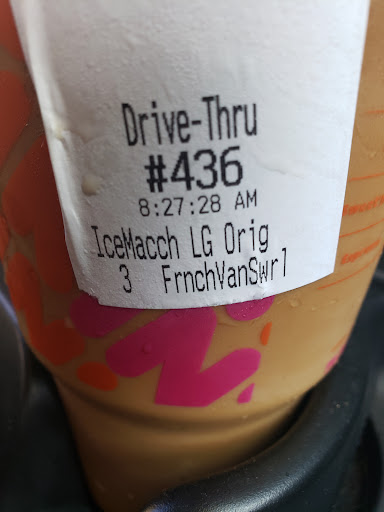 Drive-Thru
#436
8:27:28 AM
IceMacch LG Orig
3 FrnchVanSwrl